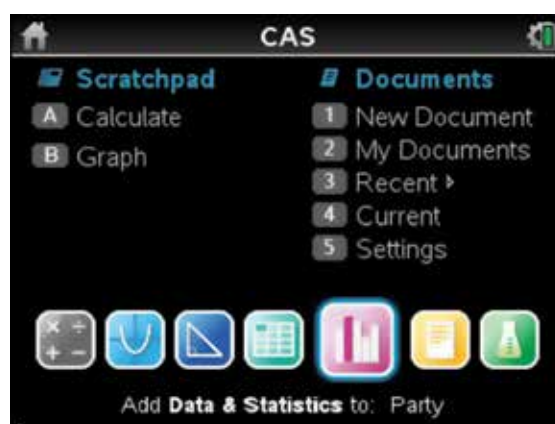 CAS
Scratchpad
A Calculate
B Graph
Documents
1 New Document
2 My Documents
3 Recent ▸
4 Current
5 Settings
× ÷
+ −
Add Data & Statistics to: Party